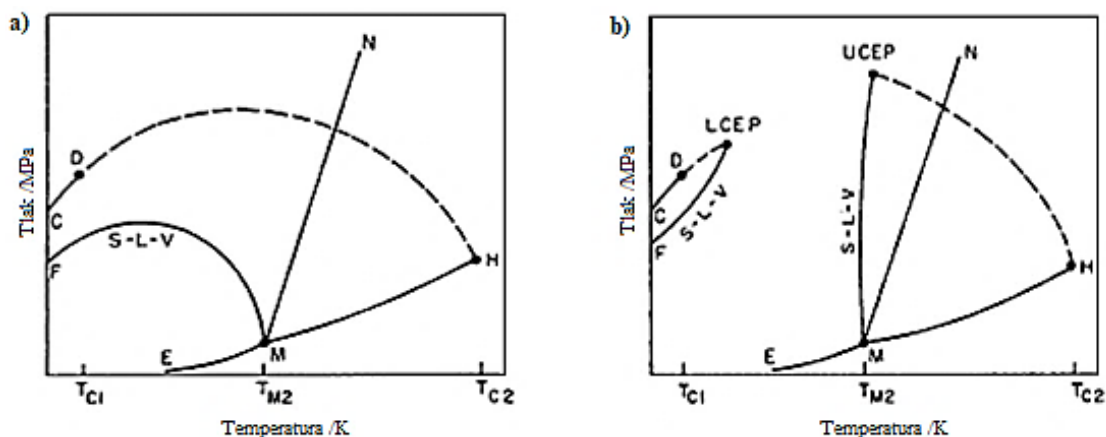 a)
N
D
C
S-L-V
F
H
E
M
T_C1
T_M2
T_C2
Tlak /MPa
Temperatura /K
b)
UCEP
N
LCEP
D
C
F
S-L-V
S-L-V
H
E
M
T_C1
T_M2
T_C2
Tlak /MPa
Temperatura /K